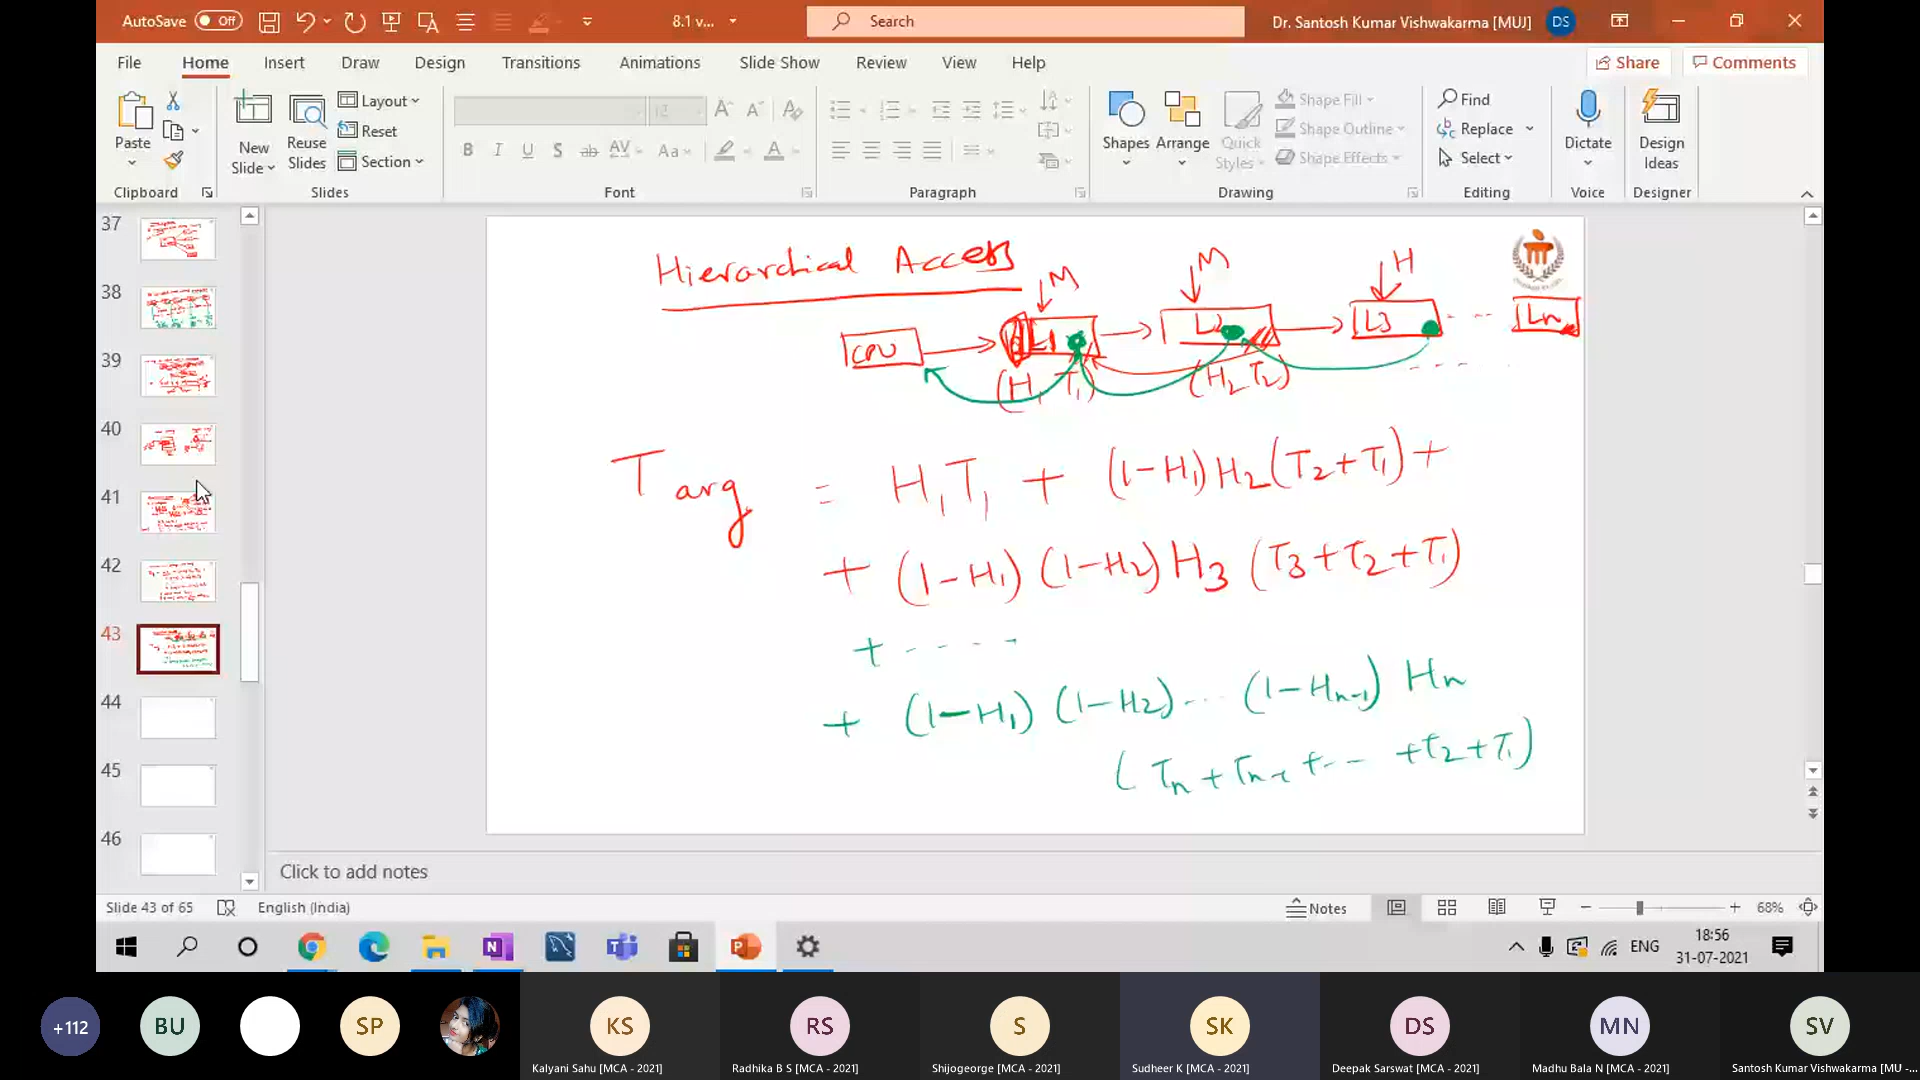 AutoSave Off 8.1 v... Search Dr. Santosh Kumar Vishwakarma [MUJ] DS
File Home Insert Draw Design Transitions Animations Slide Show Review View Help Share Comments
Paste New Slide Reuse Slides Layout Reset Section
12 A A A
B I U S ab AV Aa A
Shapes Arrange Quick Styles Shape Fill Shape Outline Shape Effects
Find Replace Select Dictate Design Ideas
Clipboard Slides Font Paragraph Drawing Editing Voice Designer
37
38
39
40
41
42
43
44
45
46
Hierarchical Access
M M H
CPU L1 L2 L3 ... Ln
(H1 T1) (H2 T2) ....
Tavg = H1T1 + (1-H1)H2(T2+T1)+
+ (1-H1) (1-H2) H3 (T3+T2+T1)
+ .....
+ (1-H1) (1-H2)... (1-Hn-1) Hn
(Tn + Tn-1 +-- +T2+T1)
Click to add notes
Slide 43 of 65 English (India) Notes 68%
ENG 18:56
31-07-2021
+112 BU SP KS RS S SK DS MN SV
Kalyani Sahu [MCA - 2021] Radhika B S [MCA - 2021] Shijogeorge [MCA - 2021] Sudheer K [MCA - 2021] Deepak Sarswat [MCA - 2021] Madhu Bala N [MCA - 2021] Santosh Kumar Vishwakarma [MU -...